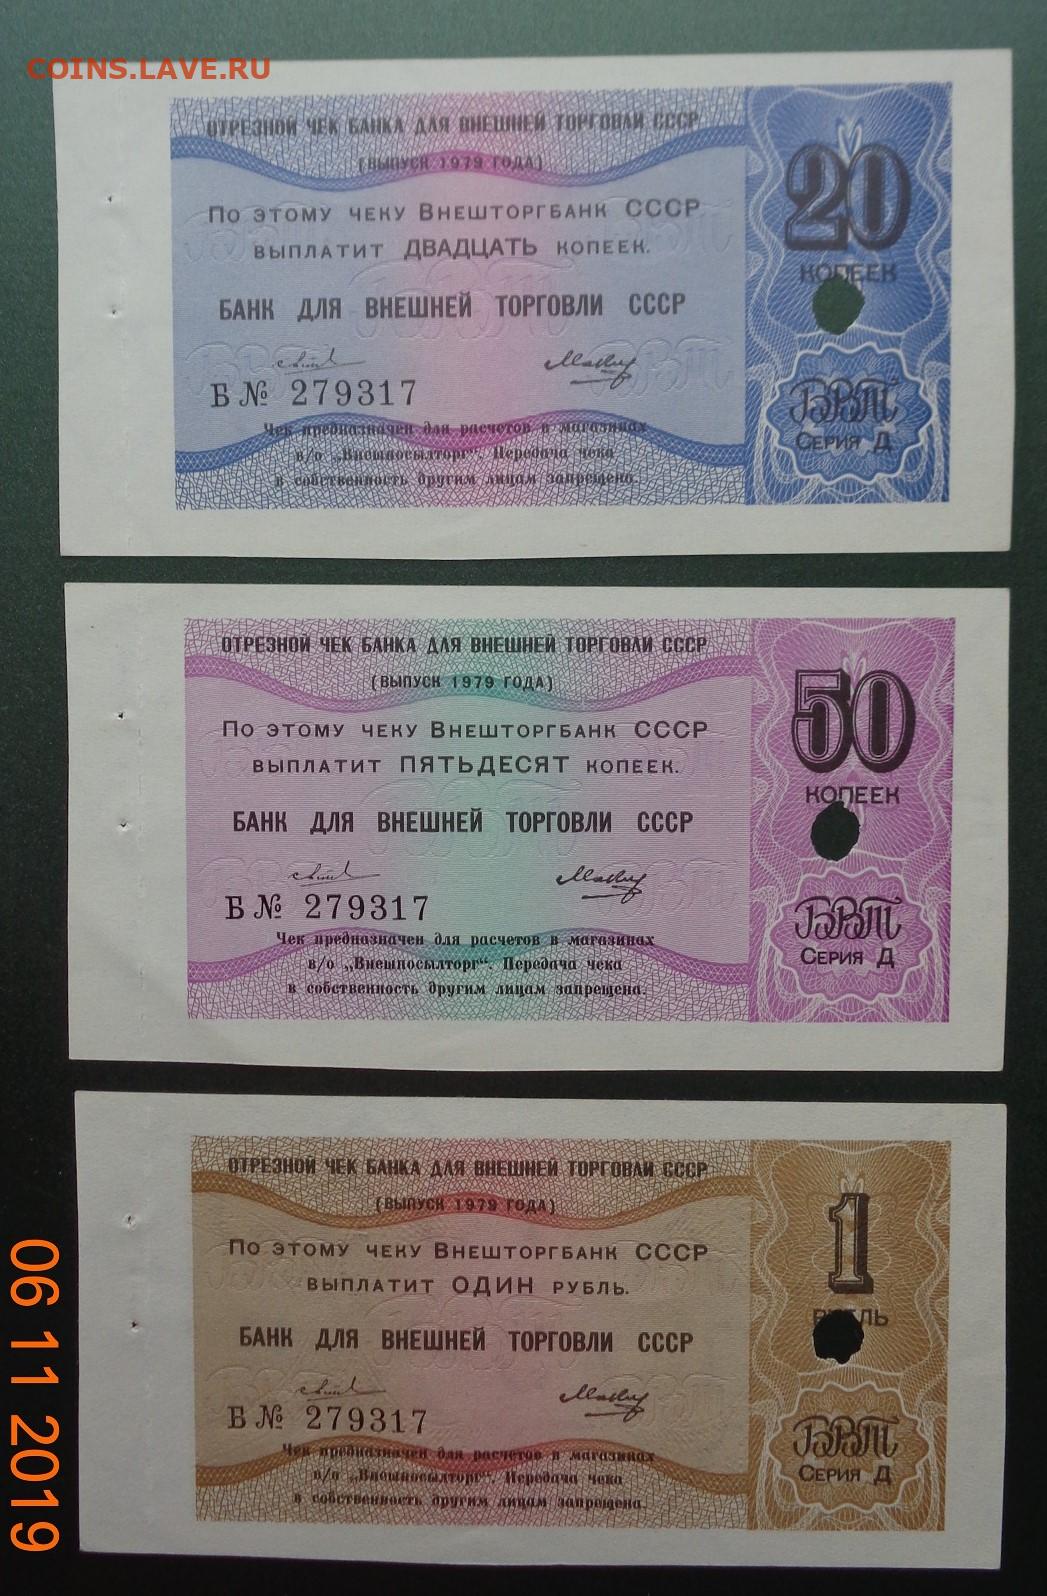 COINS.LAVE.RU
ОТРЕЗНОЙ ЧЕК БАНКА ДЛЯ ВНЕШНЕЙ ТОРГОВЛИ СССР
(ВЫПУСК 1979 ГОДА)
По этому чеку Внешторгбанк СССР
выплатит ДВАДЦАТЬ копеек.
БАНК ДЛЯ ВНЕШНЕЙ ТОРГОВЛИ СССР
Б № 279317
Чек предназначен для расчетов в магазинах
в/о „Внешпосылторг“. Передача чека
в собственность другим лицам запрещена.
20
КОПЕЕК
БВТ
Серия Д
ОТРЕЗНОЙ ЧЕК БАНКА ДЛЯ ВНЕШНЕЙ ТОРГОВЛИ СССР
(ВЫПУСК 1979 ГОДА)
По этому чеку Внешторгбанк СССР
выплатит ПЯТЬДЕСЯТ копеек.
БАНК ДЛЯ ВНЕШНЕЙ ТОРГОВЛИ СССР
Б № 279317
Чек предназначен для расчетов в магазинах
в/о „Внешпосылторг“. Передача чека
в собственность другим лицам запрещена.
50
КОПЕЕК
БВТ
Серия Д
ОТРЕЗНОЙ ЧЕК БАНКА ДЛЯ ВНЕШНЕЙ ТОРГОВЛИ СССР
(ВЫПУСК 1979 ГОДА)
По этому чеку Внешторгбанк СССР
выплатит ОДИН рубль.
БАНК ДЛЯ ВНЕШНЕЙ ТОРГОВЛИ СССР
Б № 279317
Чек предназначен для расчетов в магазинах
в/о „Внешпосылторг“. Передача чека
в собственность другим лицам запрещена.
1
РУБЛЬ
БВТ
Серия Д
06 11 2019